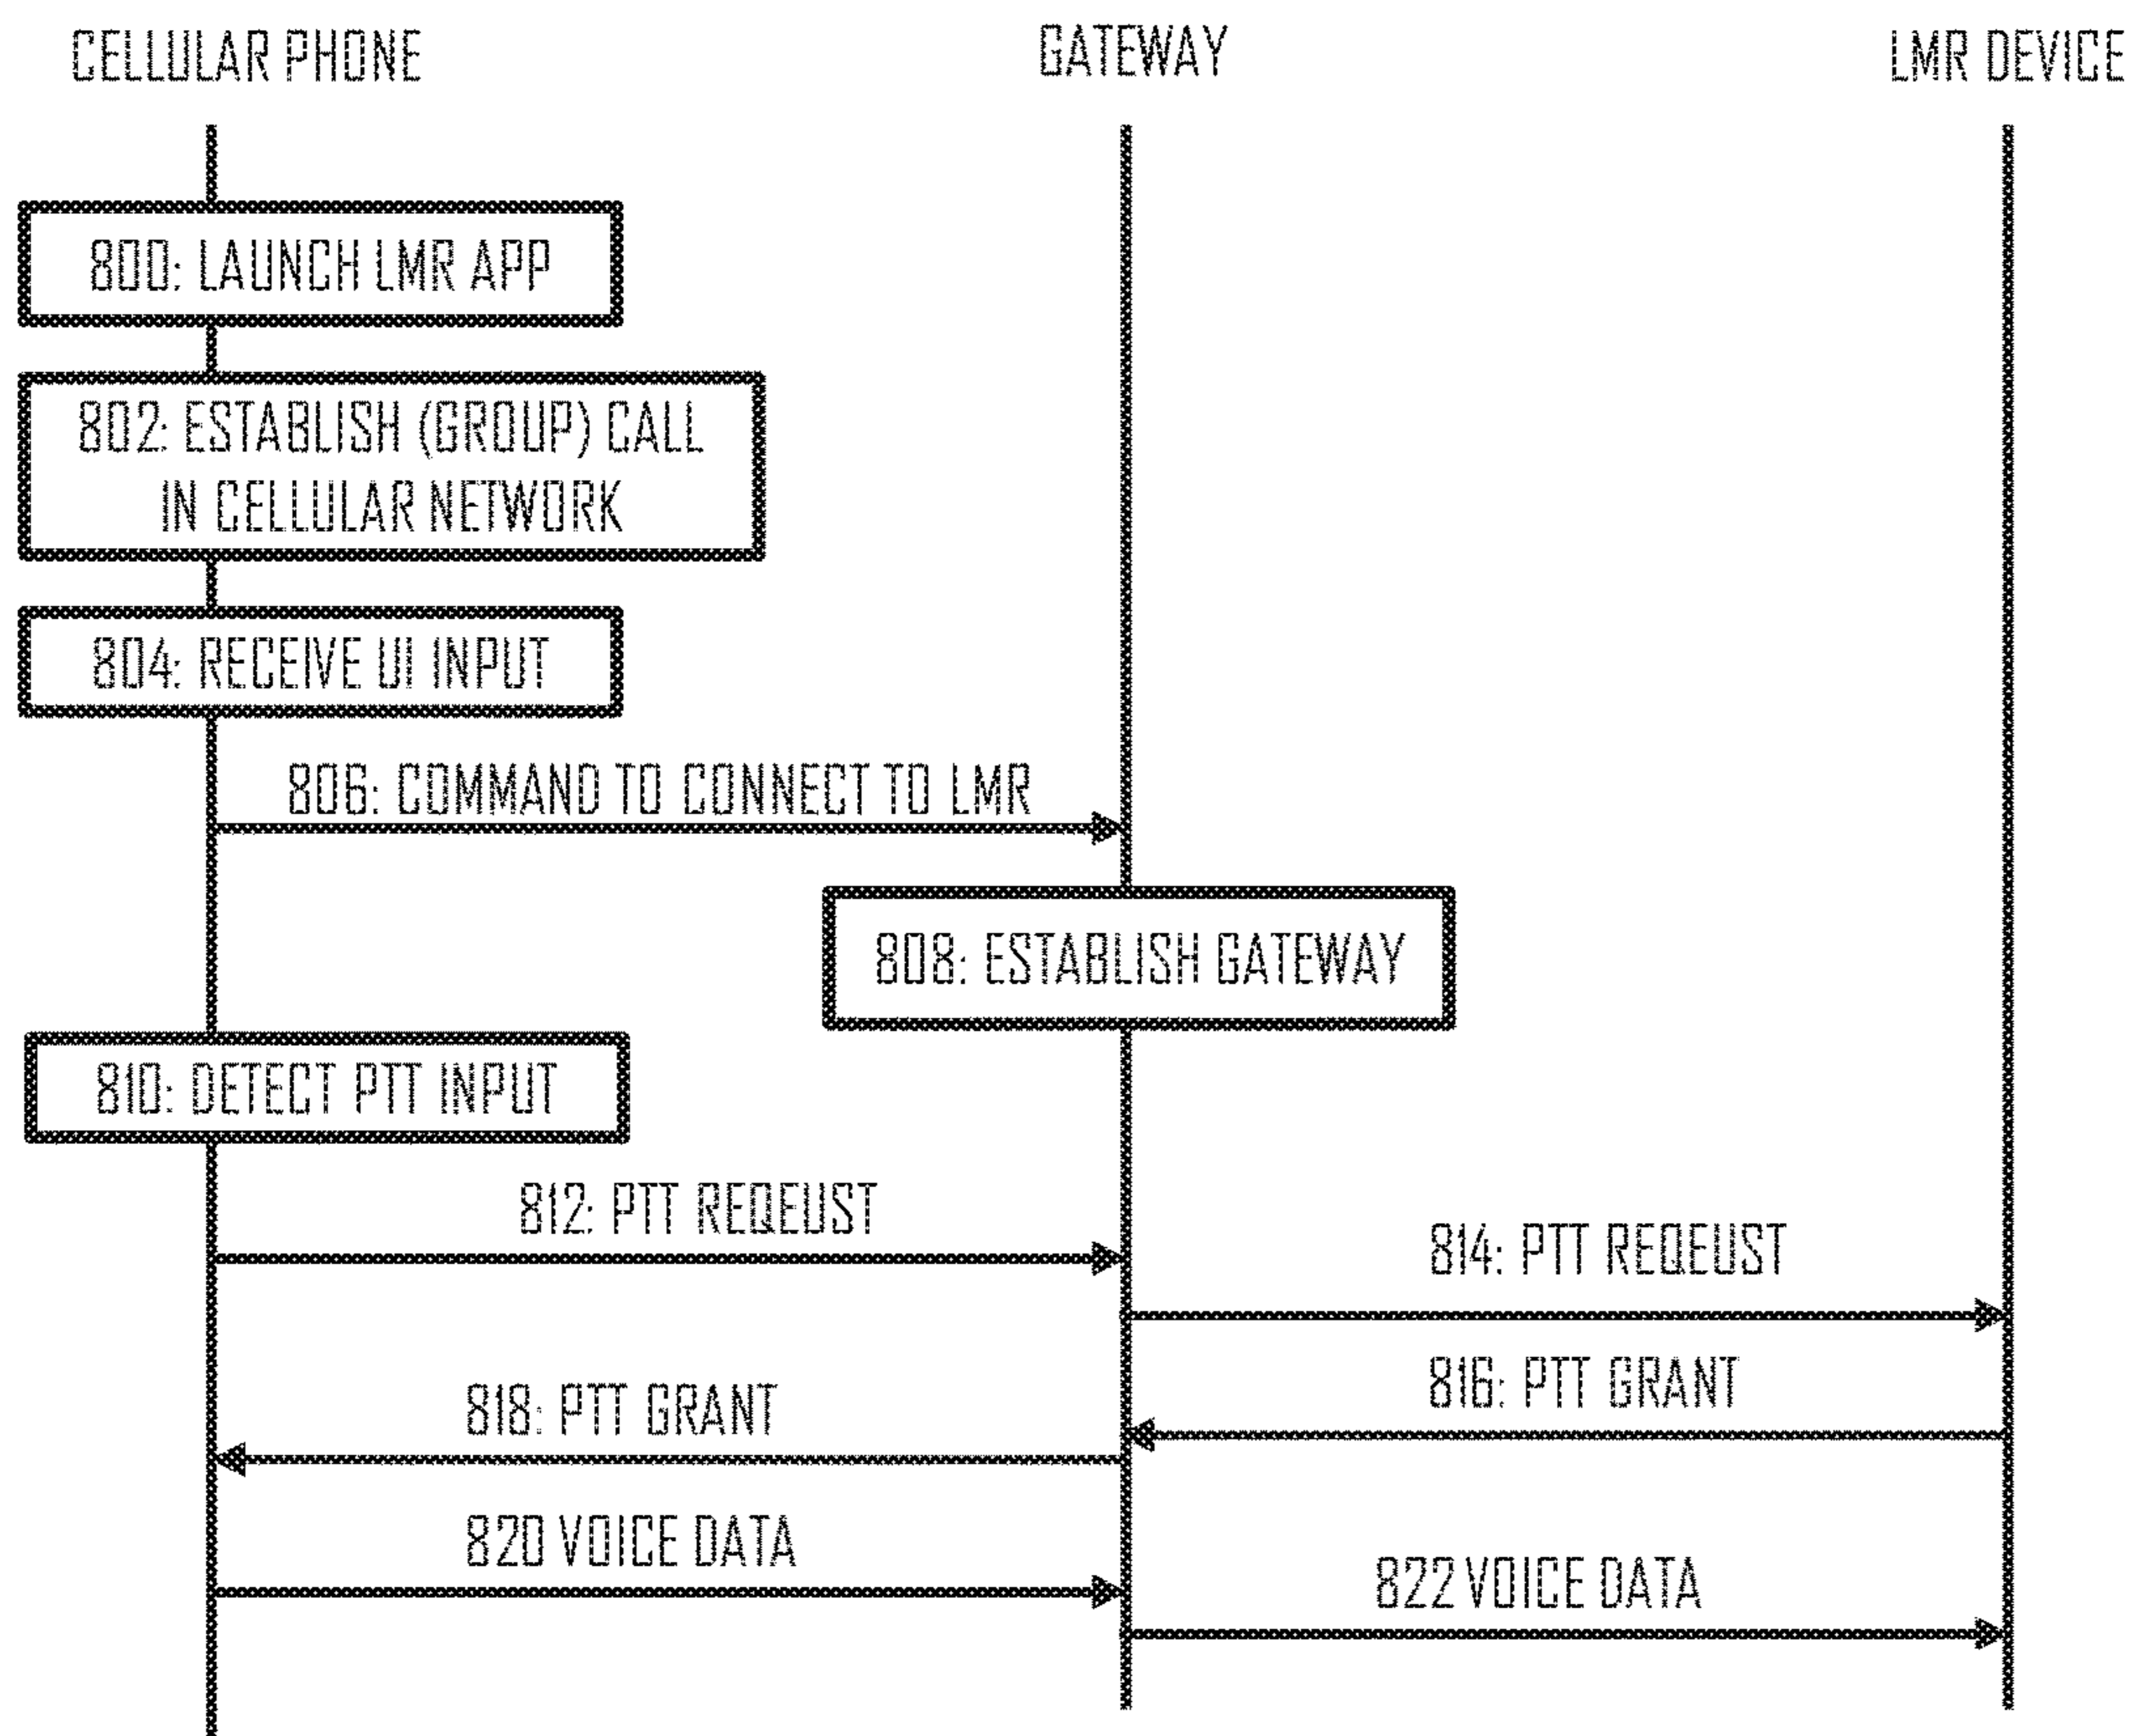 CELLULAR PHONE
GATEWAY
LMR DEVICE
800: LAUNCH LMR APP
802: ESTABLISH (GROUP) CALL
IN CELLULAR NETWORK
804: RECEIVE UI INPUT
806: COMMAND TO CONNECT TO LMR
808: ESTABLISH GATEWAY
810: DETECT PTT INPUT
812: PTT REQEUST
814: PTT REQEUST
816: PTT GRANT
818: PTT GRANT
820 VOICE DATA
822 VOICE DATA